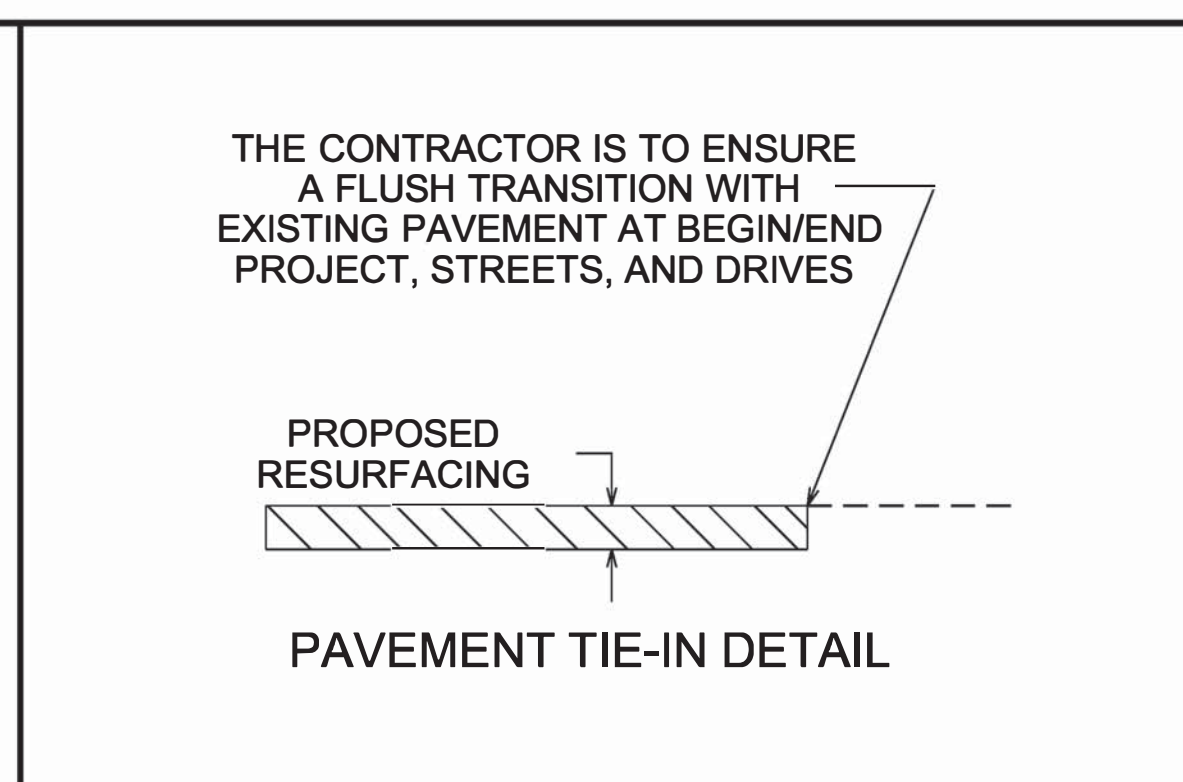 THE CONTRACTOR IS TO ENSURE
A FLUSH TRANSITION WITH
EXISTING PAVEMENT AT BEGIN/END
PROJECT, STREETS, AND DRIVES
PROPOSED
RESURFACING
PAVEMENT TIE-IN DETAIL